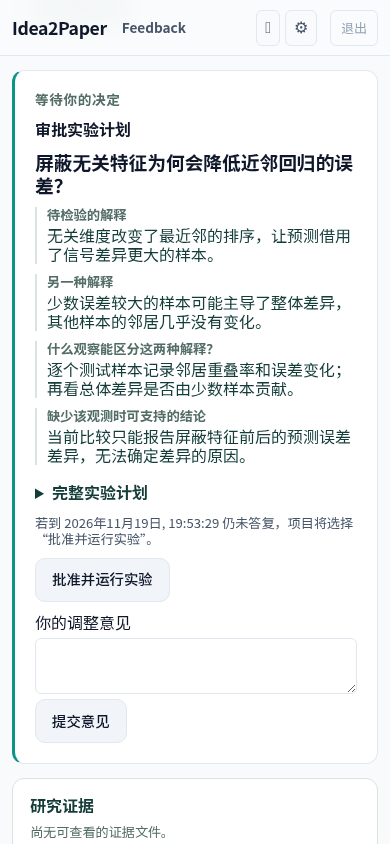 Idea2Paper Feedback ⚙ 退出
等待你的决定
审批实验计划
屏蔽无关特征为何会降低近邻回归的误
差？
待检验的解释
无关维度改变了最近邻的排序，让预测借用
了信号差异更大的样本。
另一种解释
少数误差较大的样本可能主导了整体差异，
其他样本的邻居几乎没有变化。
什么观察能区分这两种解释？
逐个测试样本记录邻居重叠率和误差变化；
再看总体差异是否由少数样本贡献。
缺少该观测时可支持的结论
当前比较只能报告屏蔽特征前后的预测误差
差异，无法确定差异的原因。
▶ 完整实验计划
若到 2026年11月19日, 19:53:29 仍未答复，项目将选择
“批准并运行实验”。
批准并运行实验
你的调整意见
提交意见
研究证据
尚无可查看的证据文件。